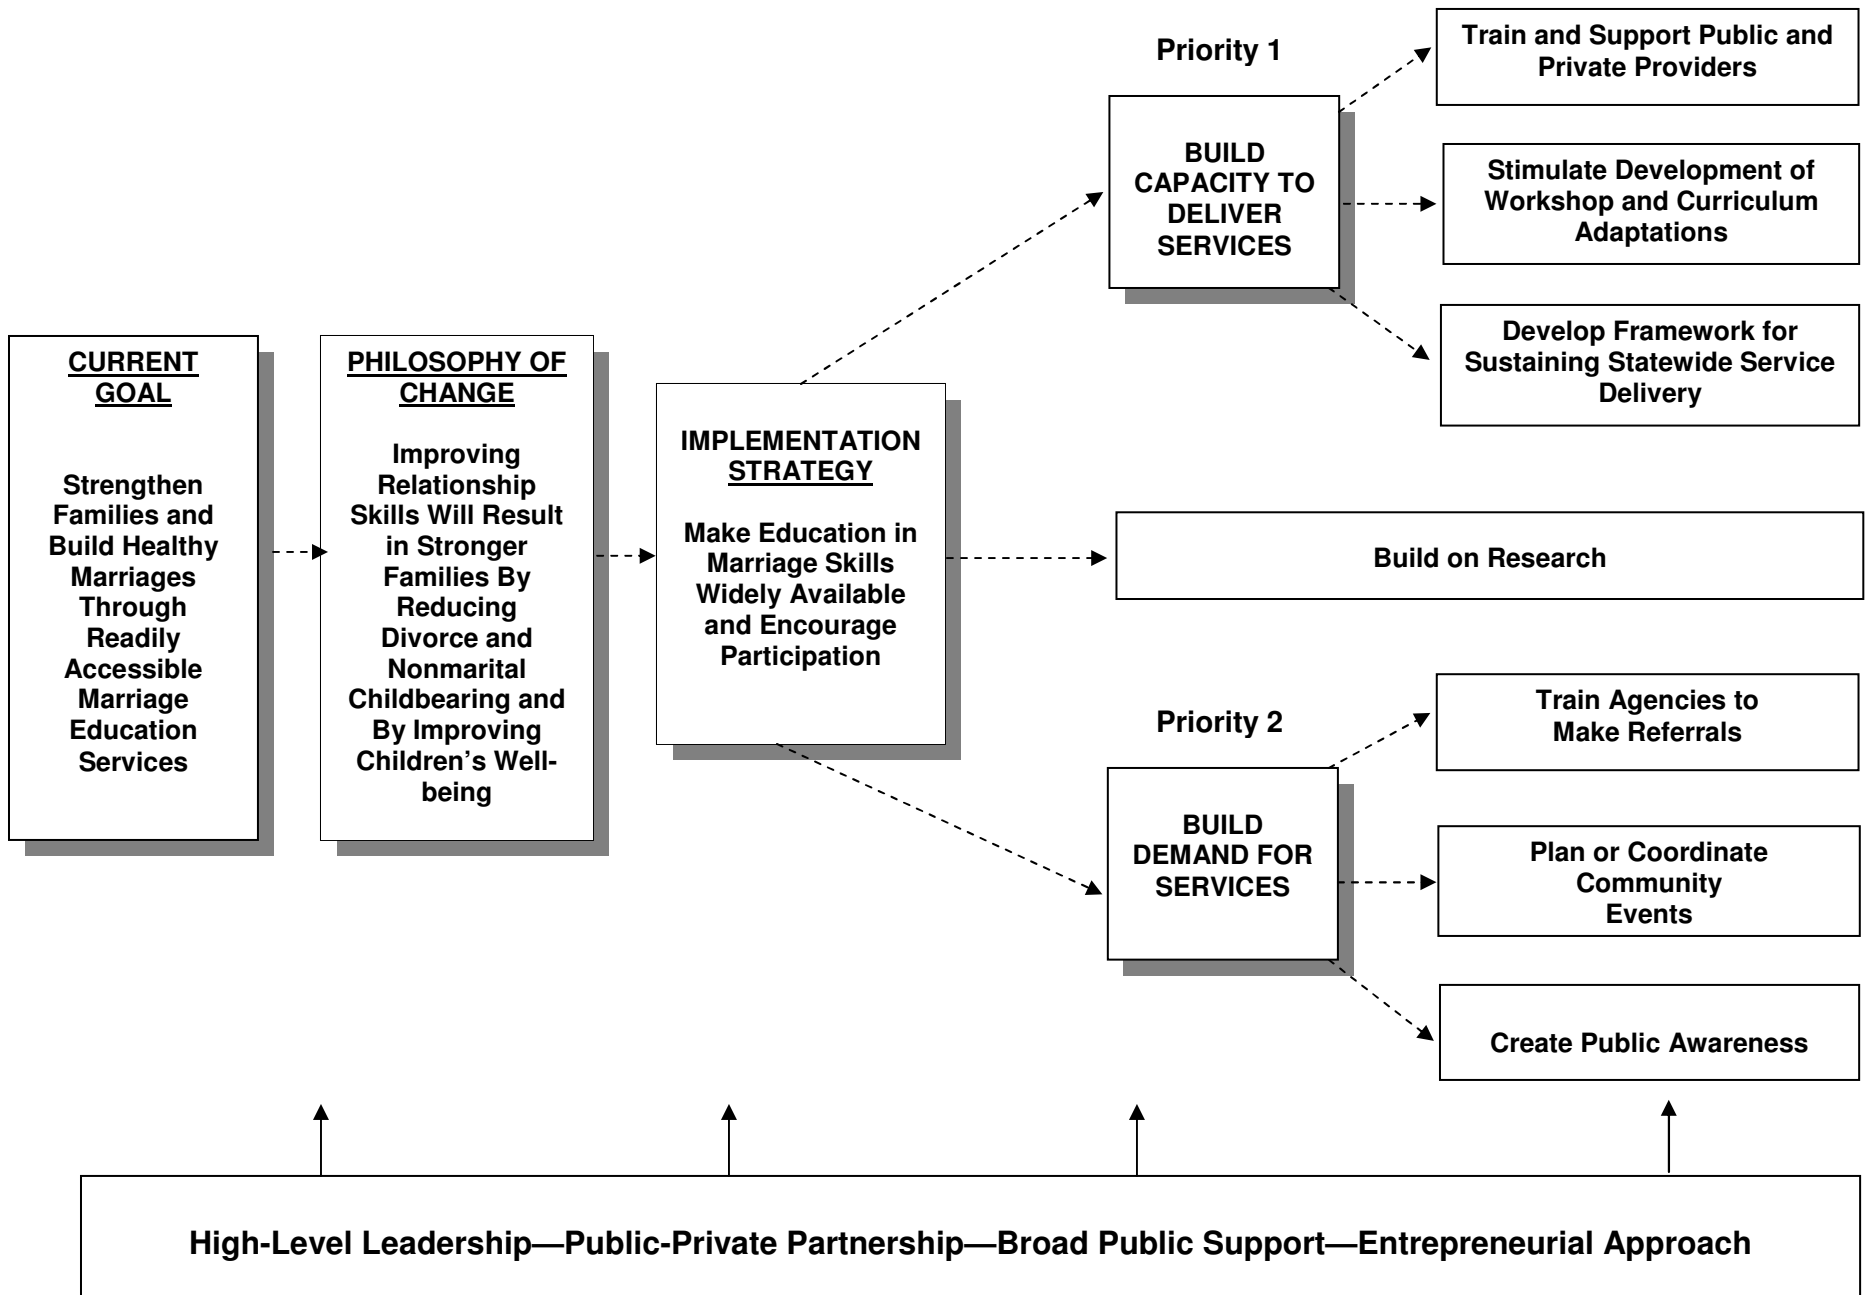 CURRENT
GOAL
Strengthen
Families and
Build Healthy
Marriages
Through
Readily
Accessible
Marriage
Education
Services
PHILOSOPHY OF
CHANGE
Improving
Relationship
Skills Will Result
in Stronger
Families By
Reducing
Divorce and
Nonmarital
Childbearing and
By Improving
Children’s Well-
being
IMPLEMENTATION
STRATEGY
Make Education in
Marriage Skills
Widely Available
and Encourage
Participation
Priority 1
BUILD
CAPACITY TO
DELIVER
SERVICES
Train and Support Public and
Private Providers
Stimulate Development of
Workshop and Curriculum
Adaptations
Develop Framework for
Sustaining Statewide Service
Delivery
Build on Research
Priority 2
BUILD
DEMAND FOR
SERVICES
Train Agencies to
Make Referrals
Plan or Coordinate
Community
Events
Create Public Awareness
High-Level Leadership—Public-Private Partnership—Broad Public Support—Entrepreneurial Approach